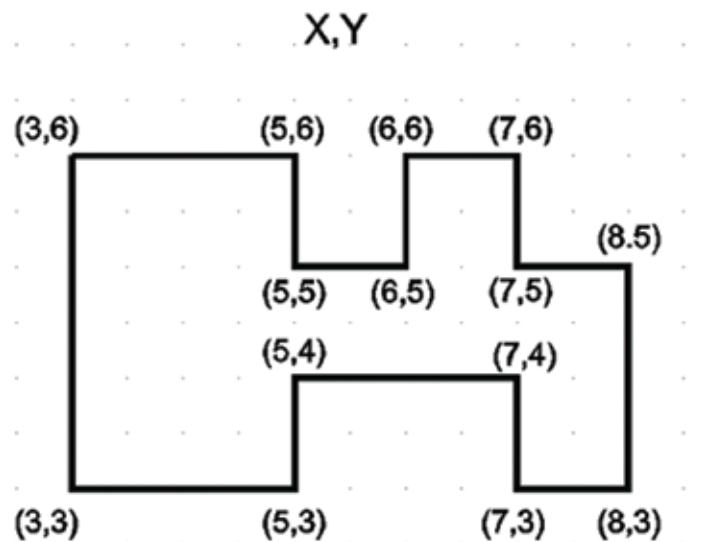 X,Y
(3,6) (5,6) (6,6) (7,6)
(8.5)
(5,5) (6,5) (7,5)
(5,4) (7,4)
(3,3) (5,3) (7,3) (8,3)